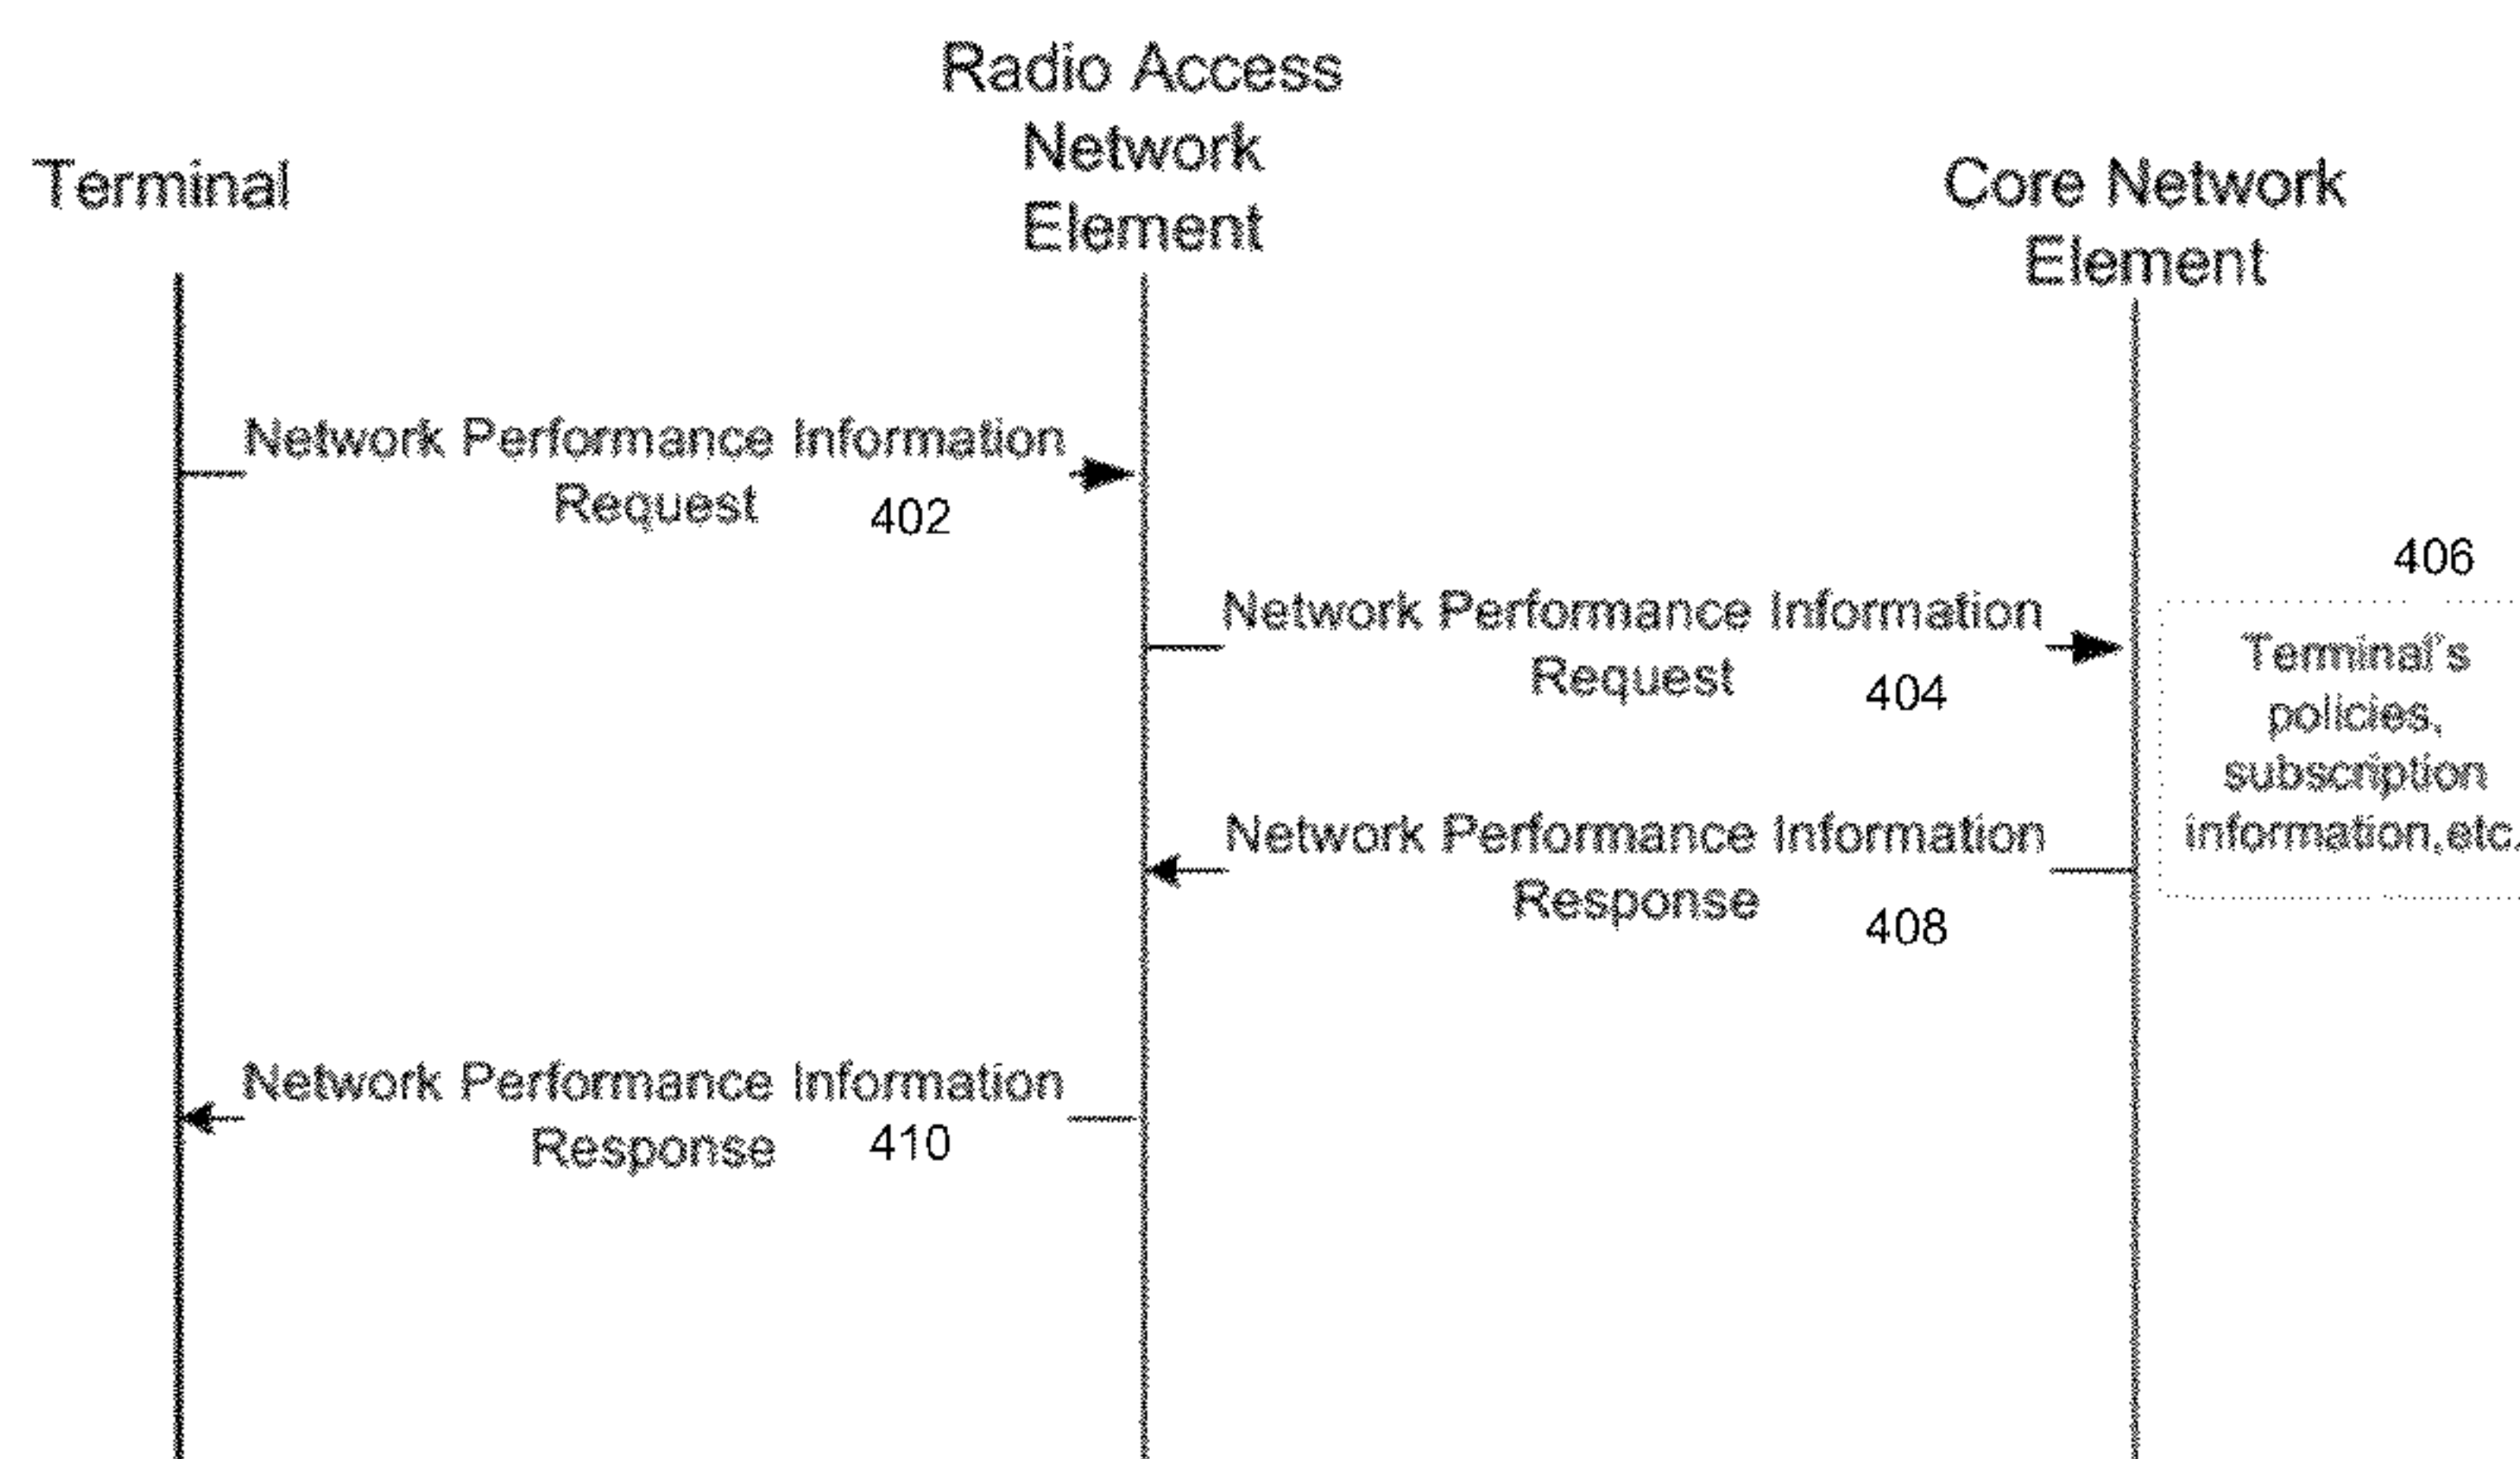 Radio Access
Network
Element
Terminal
Core Network
Element
Network Performance Information
Request 402
406
Network Performance Information
Request 404
Terminal's
policies,
subscription
information,etc.
Network Performance Information
Response 408
Network Performance Information
Response 410